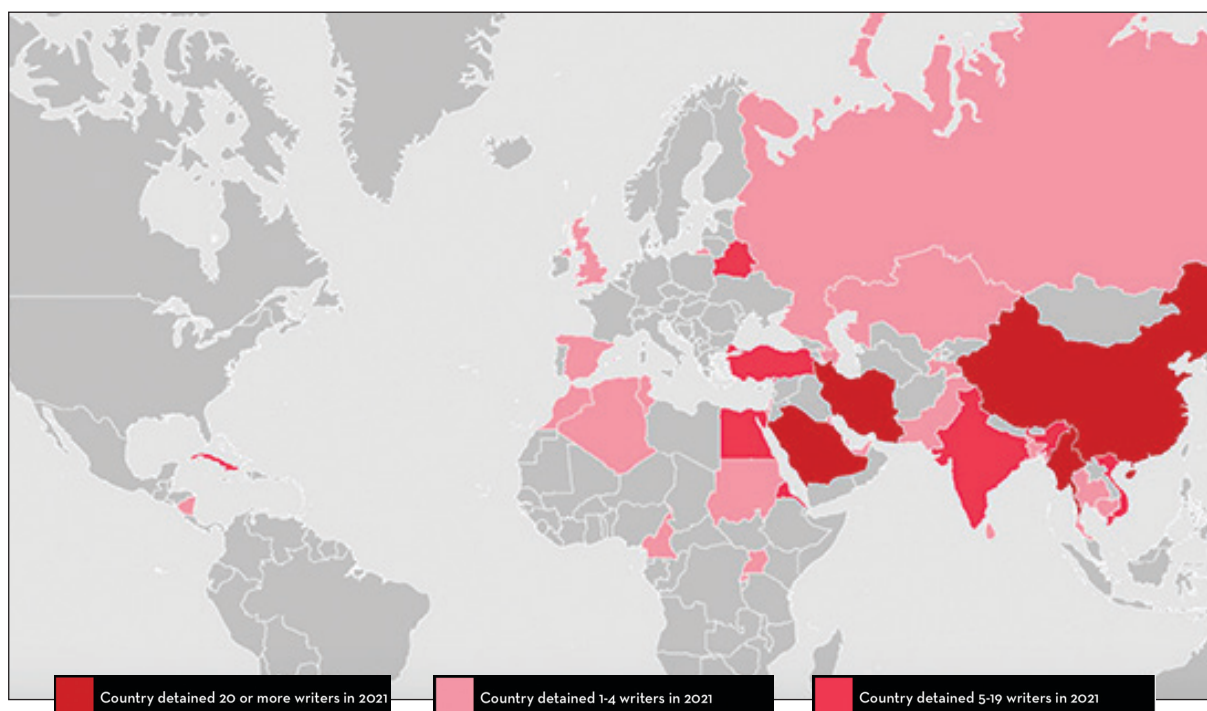 Country detained 20 or more writers in 2021
Country detained 1-4 writers in 2021
Country detained 5-19 writers in 2021